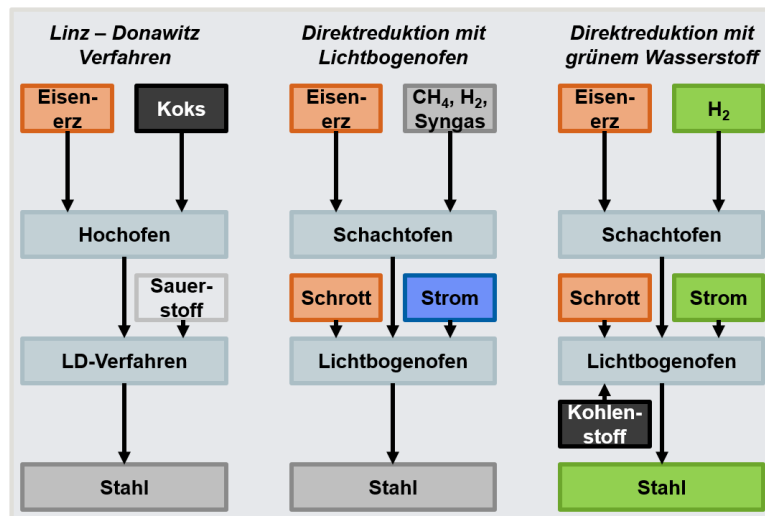 Linz – Donawitz
Verfahren
Direktreduktion mit
Lichtbogenofen
Direktreduktion mit
grünem Wasserstoff
Eisen-
erz
Koks
Eisen-
erz
CH₄, H₂,
Syngas
Eisen-
erz
H₂
Hochofen
Schachtofen
Schachtofen
Sauer-
stoff
Schrott
Strom
Schrott
Strom
LD-Verfahren
Lichtbogenofen
Lichtbogenofen
Kohlen-
stoff
Stahl
Stahl
Stahl